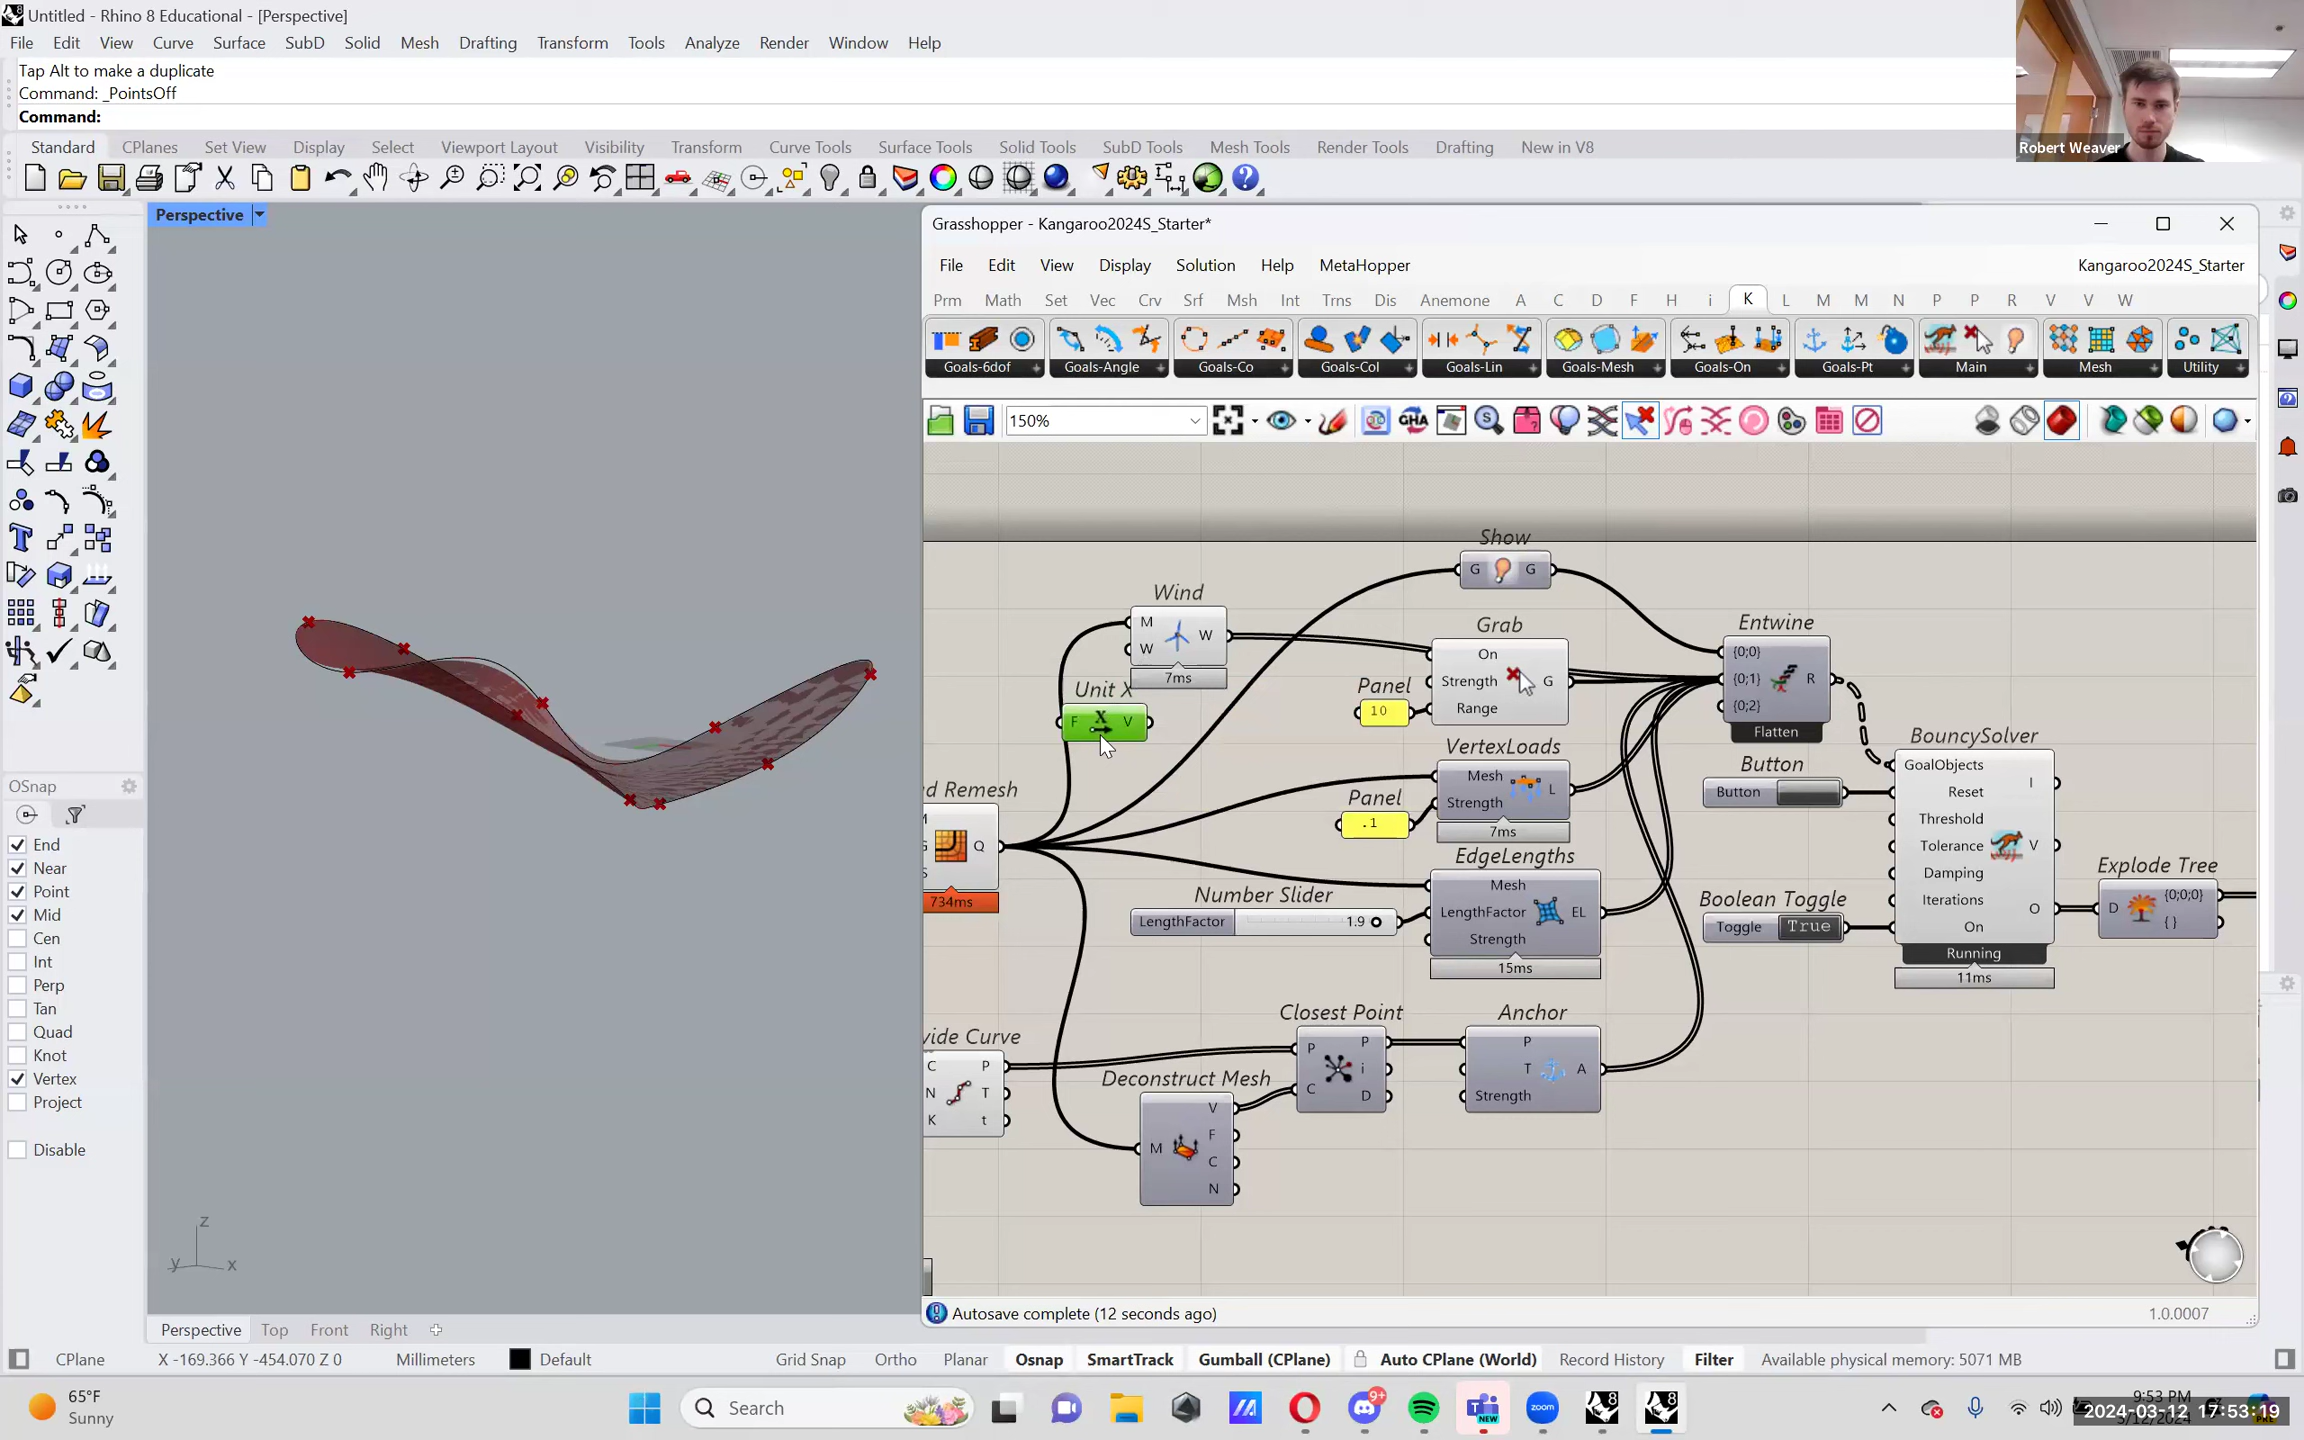 Untitled - Rhino 8 Educational - [Perspective]
File Edit View Curve Surface SubD Solid Mesh Drafting Transform Tools Analyze Render Window Help
Tap Alt to make a duplicate
Command: _PointsOff
Command:
Robert Weaver
Standard CPlanes Set View Display Select Viewport Layout Visibility Transform Curve Tools Surface Tools Solid Tools SubD Tools Mesh Tools Render Tools Drafting New in V8
Perspective
Grasshopper - Kangaroo2024S_Starter*
File Edit View Display Solution Help MetaHopper
Kangaroo2024S_Starter
Prm Math Set Vec Crv Srf Msh Int Trns Dis Anemone A C D F H i K L M M N P P R V V W
Goals-6dof Goals-Angle Goals-Co Goals-Col Goals-Lin Goals-Mesh Goals-On Goals-Pt Main Mesh Utility
150%
Show
G G
Wind
M
W W
7ms
Grab
On
Strength G
Range
Panel
10
Entwine
{0;0}
{0;1} R
{0;2}
Flatten
Unit X
F X V
VertexLoads
Mesh
Strength L
7ms
Panel
.1
Button
Button
BouncySolver
GoalObjects
Reset
Threshold
Tolerance
Damping
Iterations
On
I
V
O
Running
11ms
d Remesh
Q
734ms
EdgeLengths
Mesh
LengthFactor EL
Strength
15ms
Number Slider
LengthFactor 1.9
Boolean Toggle
Toggle True
Explode Tree
D {0;0;0}
{ }
vide Curve
C P
N T
K t
Closest Point
P P
i
C D
Anchor
P
T A
Strength
Deconstruct Mesh
V
F
M
C
N
OSnap
End
Near
Point
Mid
Cen
Int
Perp
Tan
Quad
Knot
Vertex
Project
Disable
z
y x
Autosave complete (12 seconds ago)
1.0.0007
Perspective Top Front Right
CPlane X -169.366 Y -454.070 Z 0 Millimeters Default Grid Snap Ortho Planar Osnap SmartTrack Gumball (CPlane) Auto CPlane (World) Record History Filter Available physical memory: 5071 MB
65°F
Sunny
Search
9+
NEW
zoom
8
8
9:53 PM
2024-03-12 17:53:19